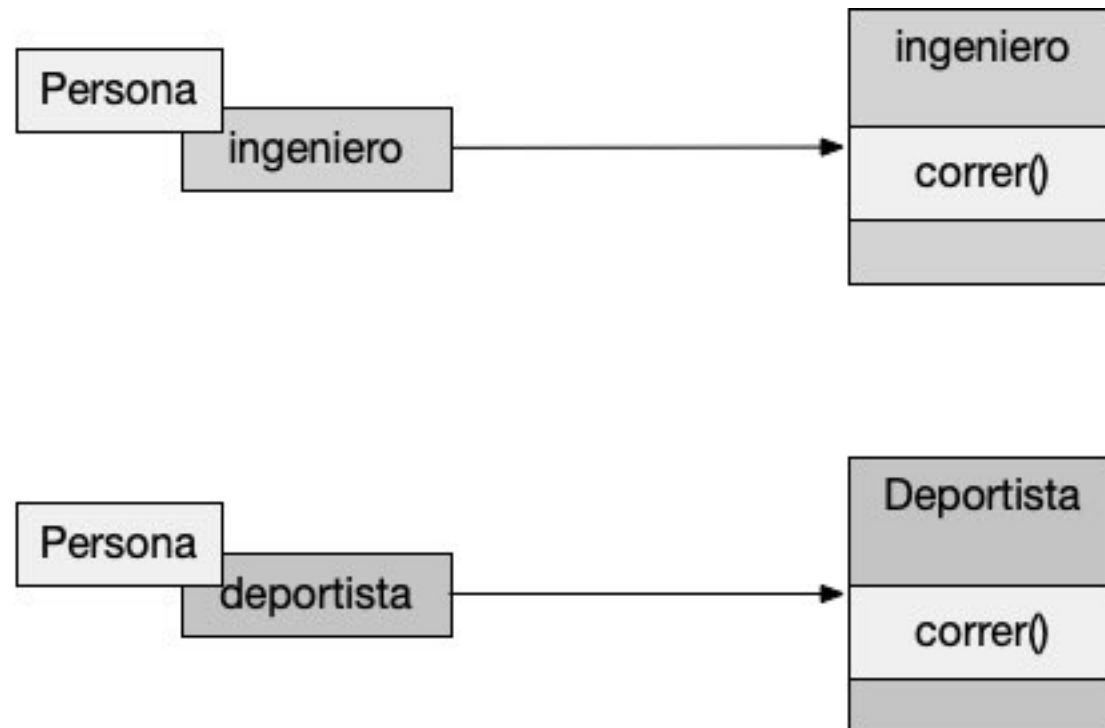 Persona
ingeniero
ingeniero
correr()
Persona
deportista
Deportista
correr()